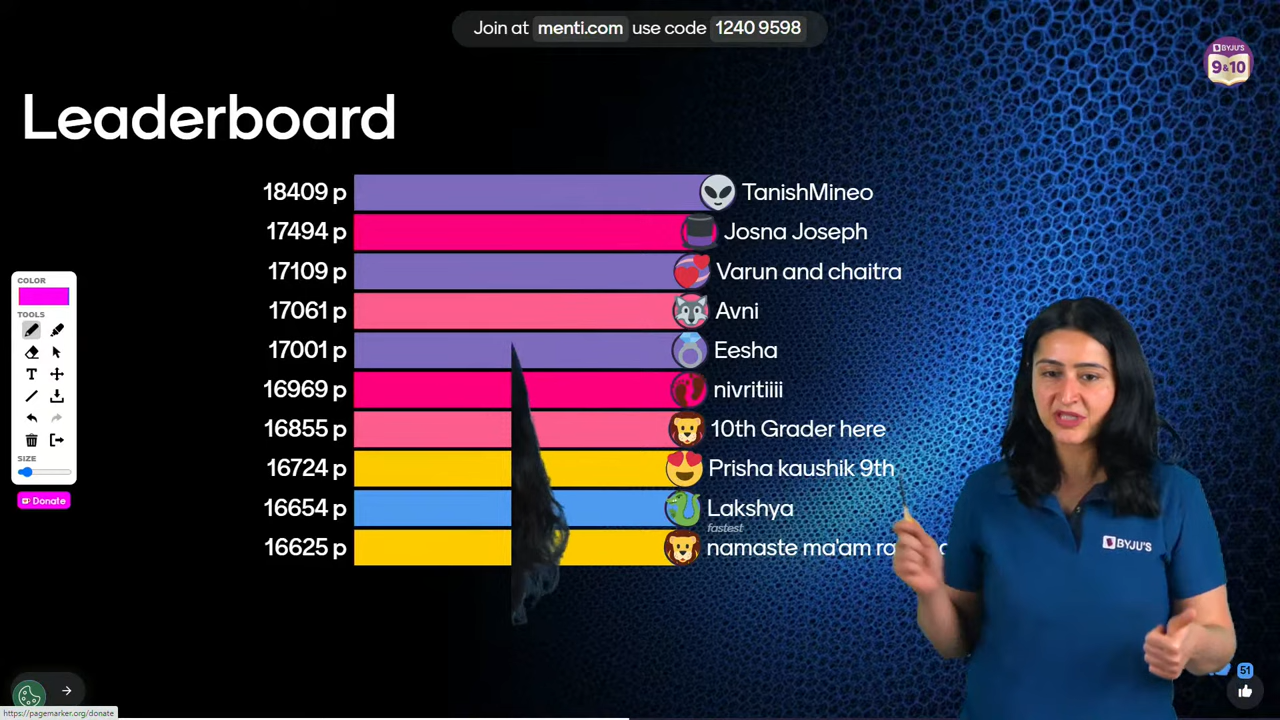 Join at menti.com use code 1240 9598
BYJU'S
9&10
Leaderboard
18409 p TanishMineo
17494 p Josna Joseph
17109 p Varun and chaitra
17061 p Avni
17001 p Eesha
16969 p nivritiiii
16855 p 10th Grader here
16724 p Prisha kaushik 9th
16654 p Lakshya
fastest
16625 p namaste ma'am
COLOR
TOOLS
T
SIZE
Donate
BYJU'S
51
https://pagemarker.org/donate